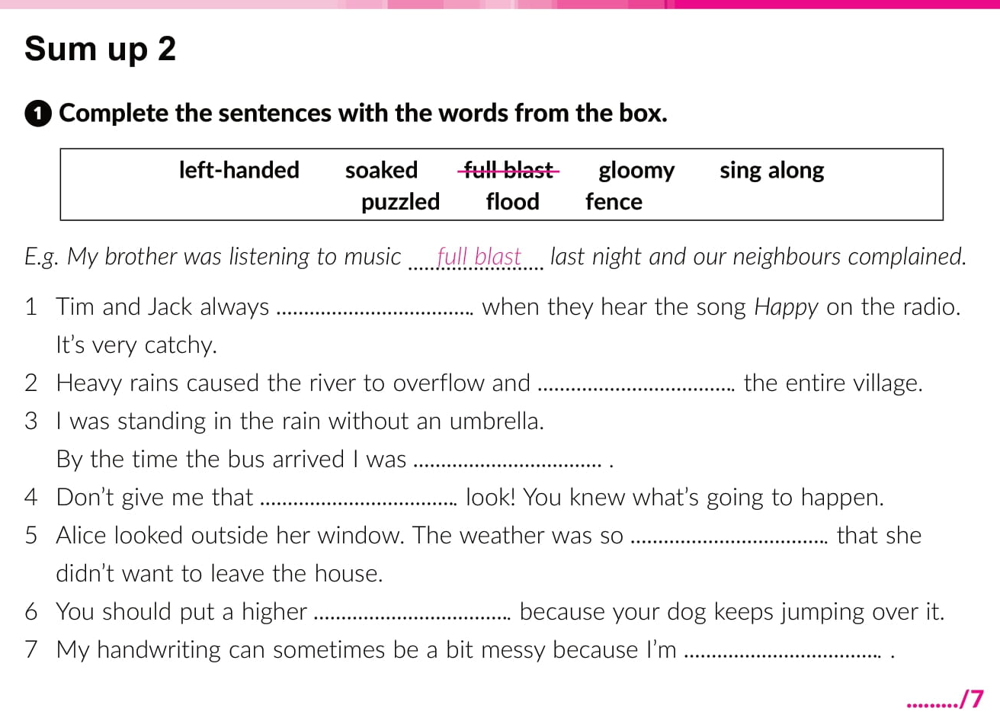 Sum up 2
1 Complete the sentences with the words from the box.
left-handed soaked full blast gloomy sing along
puzzled flood fence
E.g. My brother was listening to music .....full blast..... last night and our neighbours complained.
1 Tim and Jack always .................................... when they hear the song Happy on the radio.
It's very catchy.
2 Heavy rains caused the river to overflow and .................................... the entire village.
3 I was standing in the rain without an umbrella.
By the time the bus arrived I was .................................. .
4 Don't give me that .................................... look! You knew what's going to happen.
5 Alice looked outside her window. The weather was so .................................... that she
didn't want to leave the house.
6 You should put a higher .................................... because your dog keeps jumping over it.
7 My handwriting can sometimes be a bit messy because I'm .................................... .
........./7